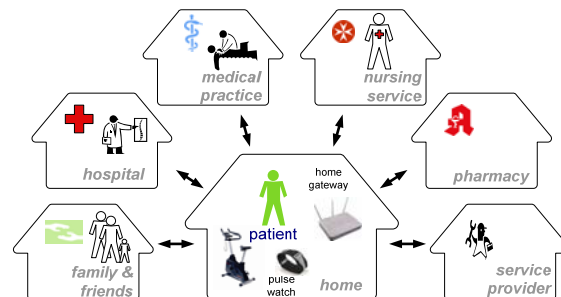 medical
practice
nursing
service
hospital
home
gateway
pharmacy
patient
pulse
watch
home
family &
friends
service
provider